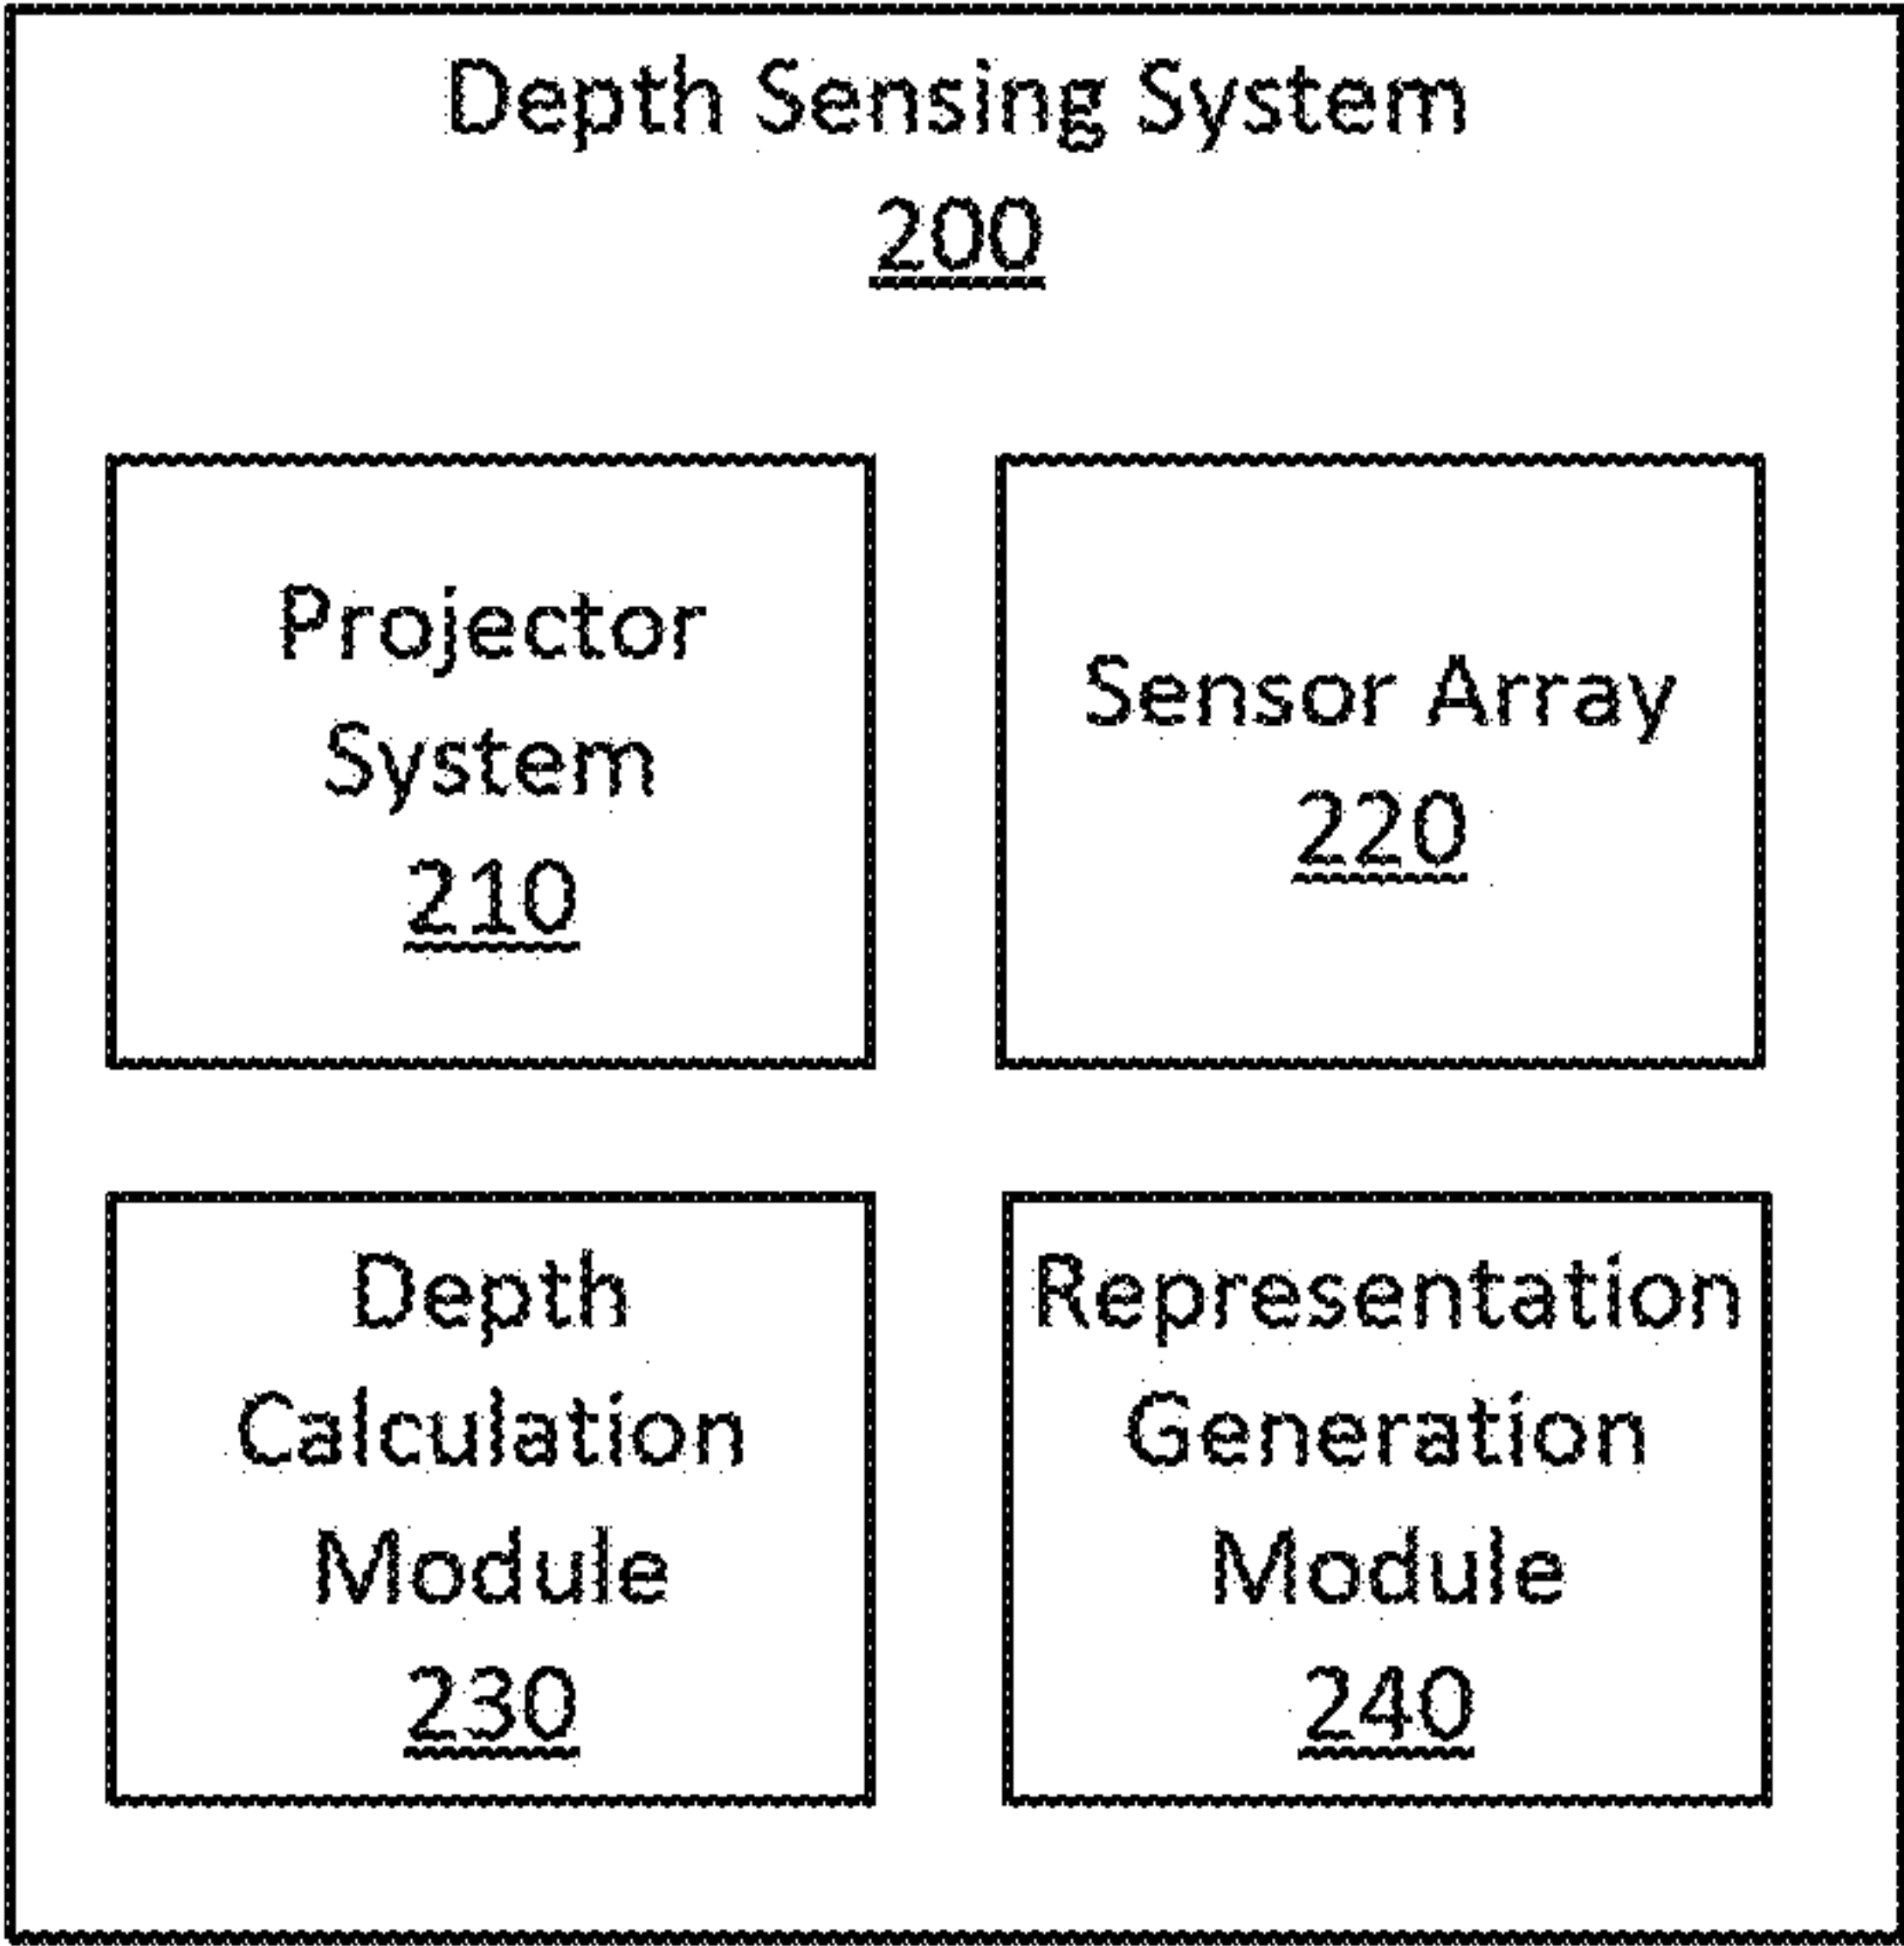 Depth Sensing System
200
Projector
System
210
Sensor Array
220
Depth
Calculation
Module
230
Representation
Generation
Module
240